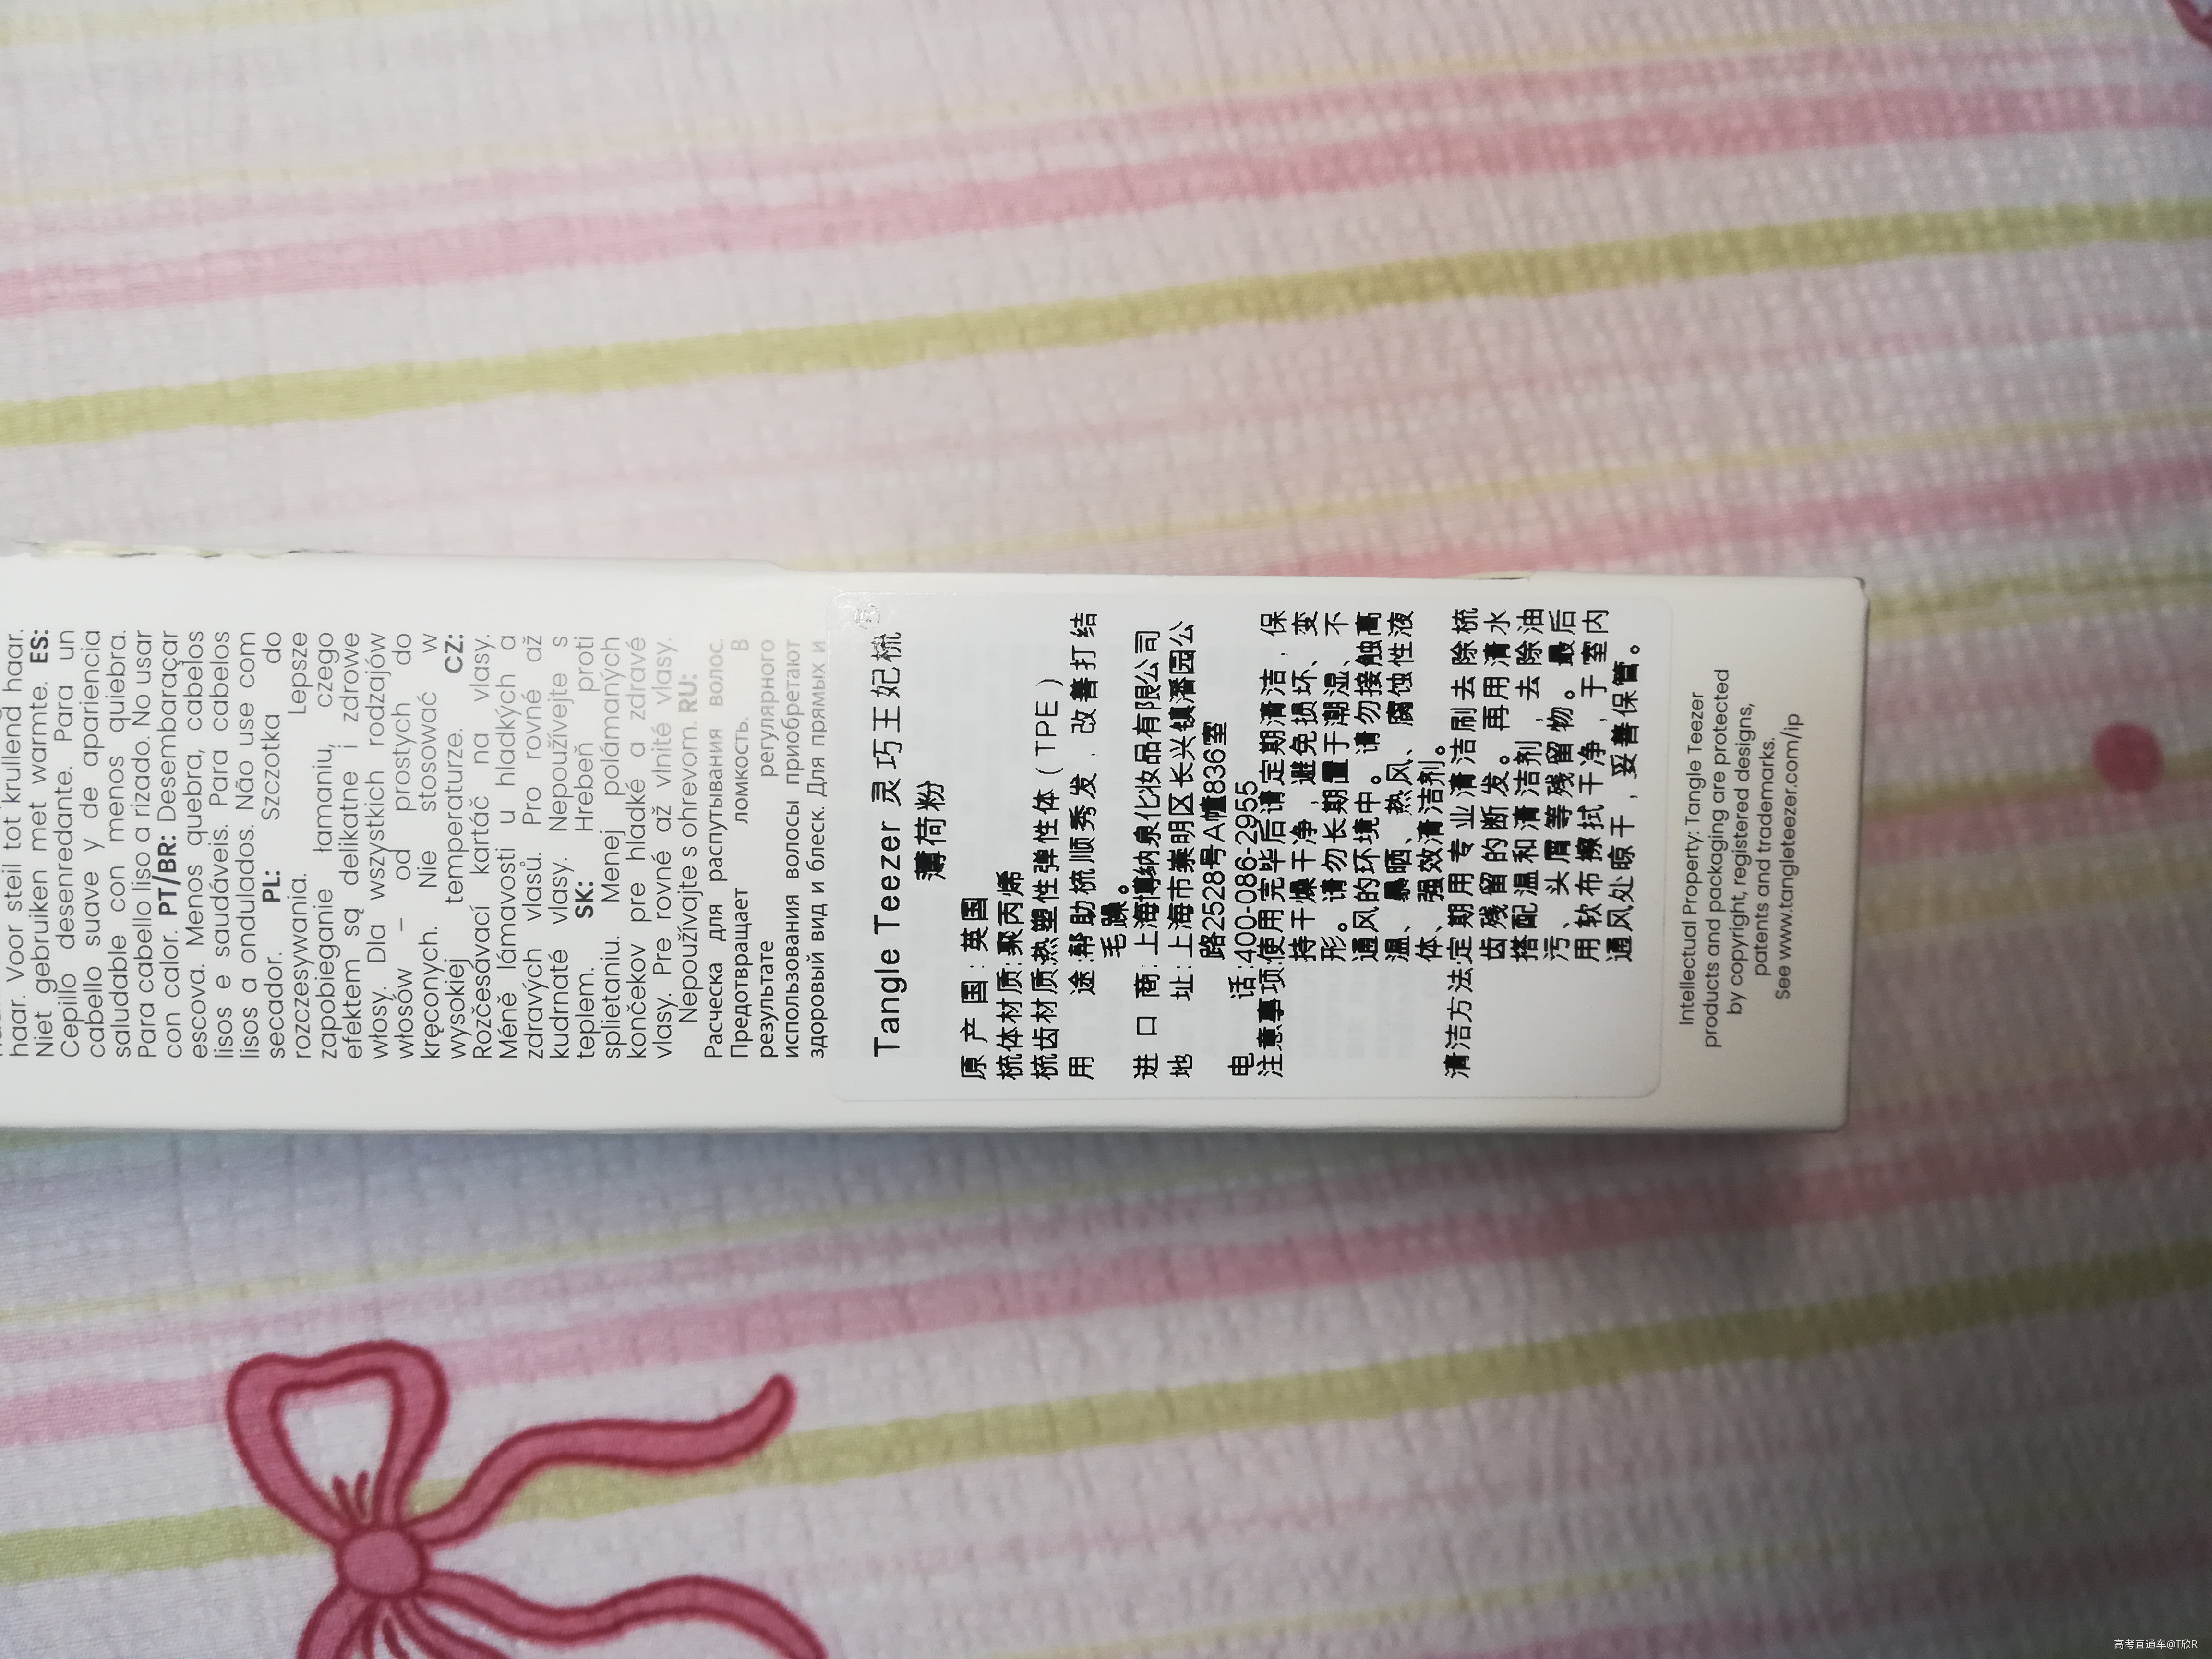 haar. Voor steil tot krullend haar.
Niet gebruiken met warmte. ES:
Cepillo desenredante. Para un
cabello suave y de apariencia
saludable con menos quiebra.
Para cabello liso a rizado. No usar
con calor. PT/BR: Desembaraçar
escova. Menos quebra, cabelos
lisos e saudáveis. Para cabelos
lisos a ondulados. Não use com
secador. PL: Szczotka do
rozczesywania. Lepsze
zapobieganie łamaniu, czego
efektem są delikatne i zdrowe
włosy. Dla wszystkich rodzajów
włosów – od prostych do
kręconych. Nie stosować w
wysokiej temperaturze. CZ:
Rozčesávací kartáč na vlasy.
Méně lámavosti u hladkých a
zdravých vlasů. Pro rovné až
kudrnaté vlasy. Nepoužívejte s
teplem. SK: Hrebeň proti
splietaniu. Menej polámaných
končekov pre hladké a zdravé
vlasy. Pre rovné až vlnité vlasy.
Nepoužívajte s ohrevom. RU:
Расческа для распутывания волос.
Предотвращает ломкость. В
результате регулярного
использования волосы приобретают
здоровый вид и блеск. Для прямых и
Tangle Teezer 灵巧王妃梳
薄荷粉
原产国:英国
梳体材质:聚丙烯
梳齿材质:热塑性弹性体(TPE)
用途:帮助梳顺秀发,改善打结
毛躁。
进口商:上海博纳泉化妆品有限公司
地址:上海市崇明区长兴镇潘园公
路2528号A幢836室
电话:400-086-2955
注意事项:使用完毕后请定期清洁,保
持干燥干净,避免损坏、变
形。请勿长期置于潮湿、不
通风的环境中。请勿接触高
温、暴晒、热风、腐蚀性液
体、强效清洁剂。
清洁方法:定期用专业清洁刷去除梳
齿残留的断发。再用清水
搭配温和清洁剂,去除油
污、头屑等残留物。最后
用软布擦拭干净,于室内
通风处晾干,妥善保管。
Intellectual Property: Tangle Teezer
products and packaging are protected
by copyright, registered designs,
patents and trademarks.
See www.tangleteezer.com/ip
高考直通车@T欣R